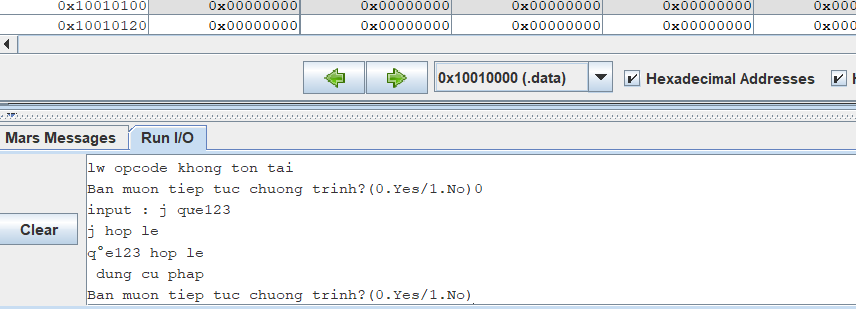 0x10010100 0x00000000 0x00000000 0x00000000 0x00000000 0x000
0x10010120 0x00000000 0x00000000 0x00000000 0x00000000 0x000
0x10010000 (.data) Hexadecimal Addresses
Mars Messages Run I/O
lw opcode khong ton tai
Ban muon tiep tuc chuong trinh?(0.Yes/1.No)0
input : j qưe123
j hop le
q°e123 hop le
dung cu phap
Ban muon tiep tuc chuong trinh?(0.Yes/1.No)
Clear